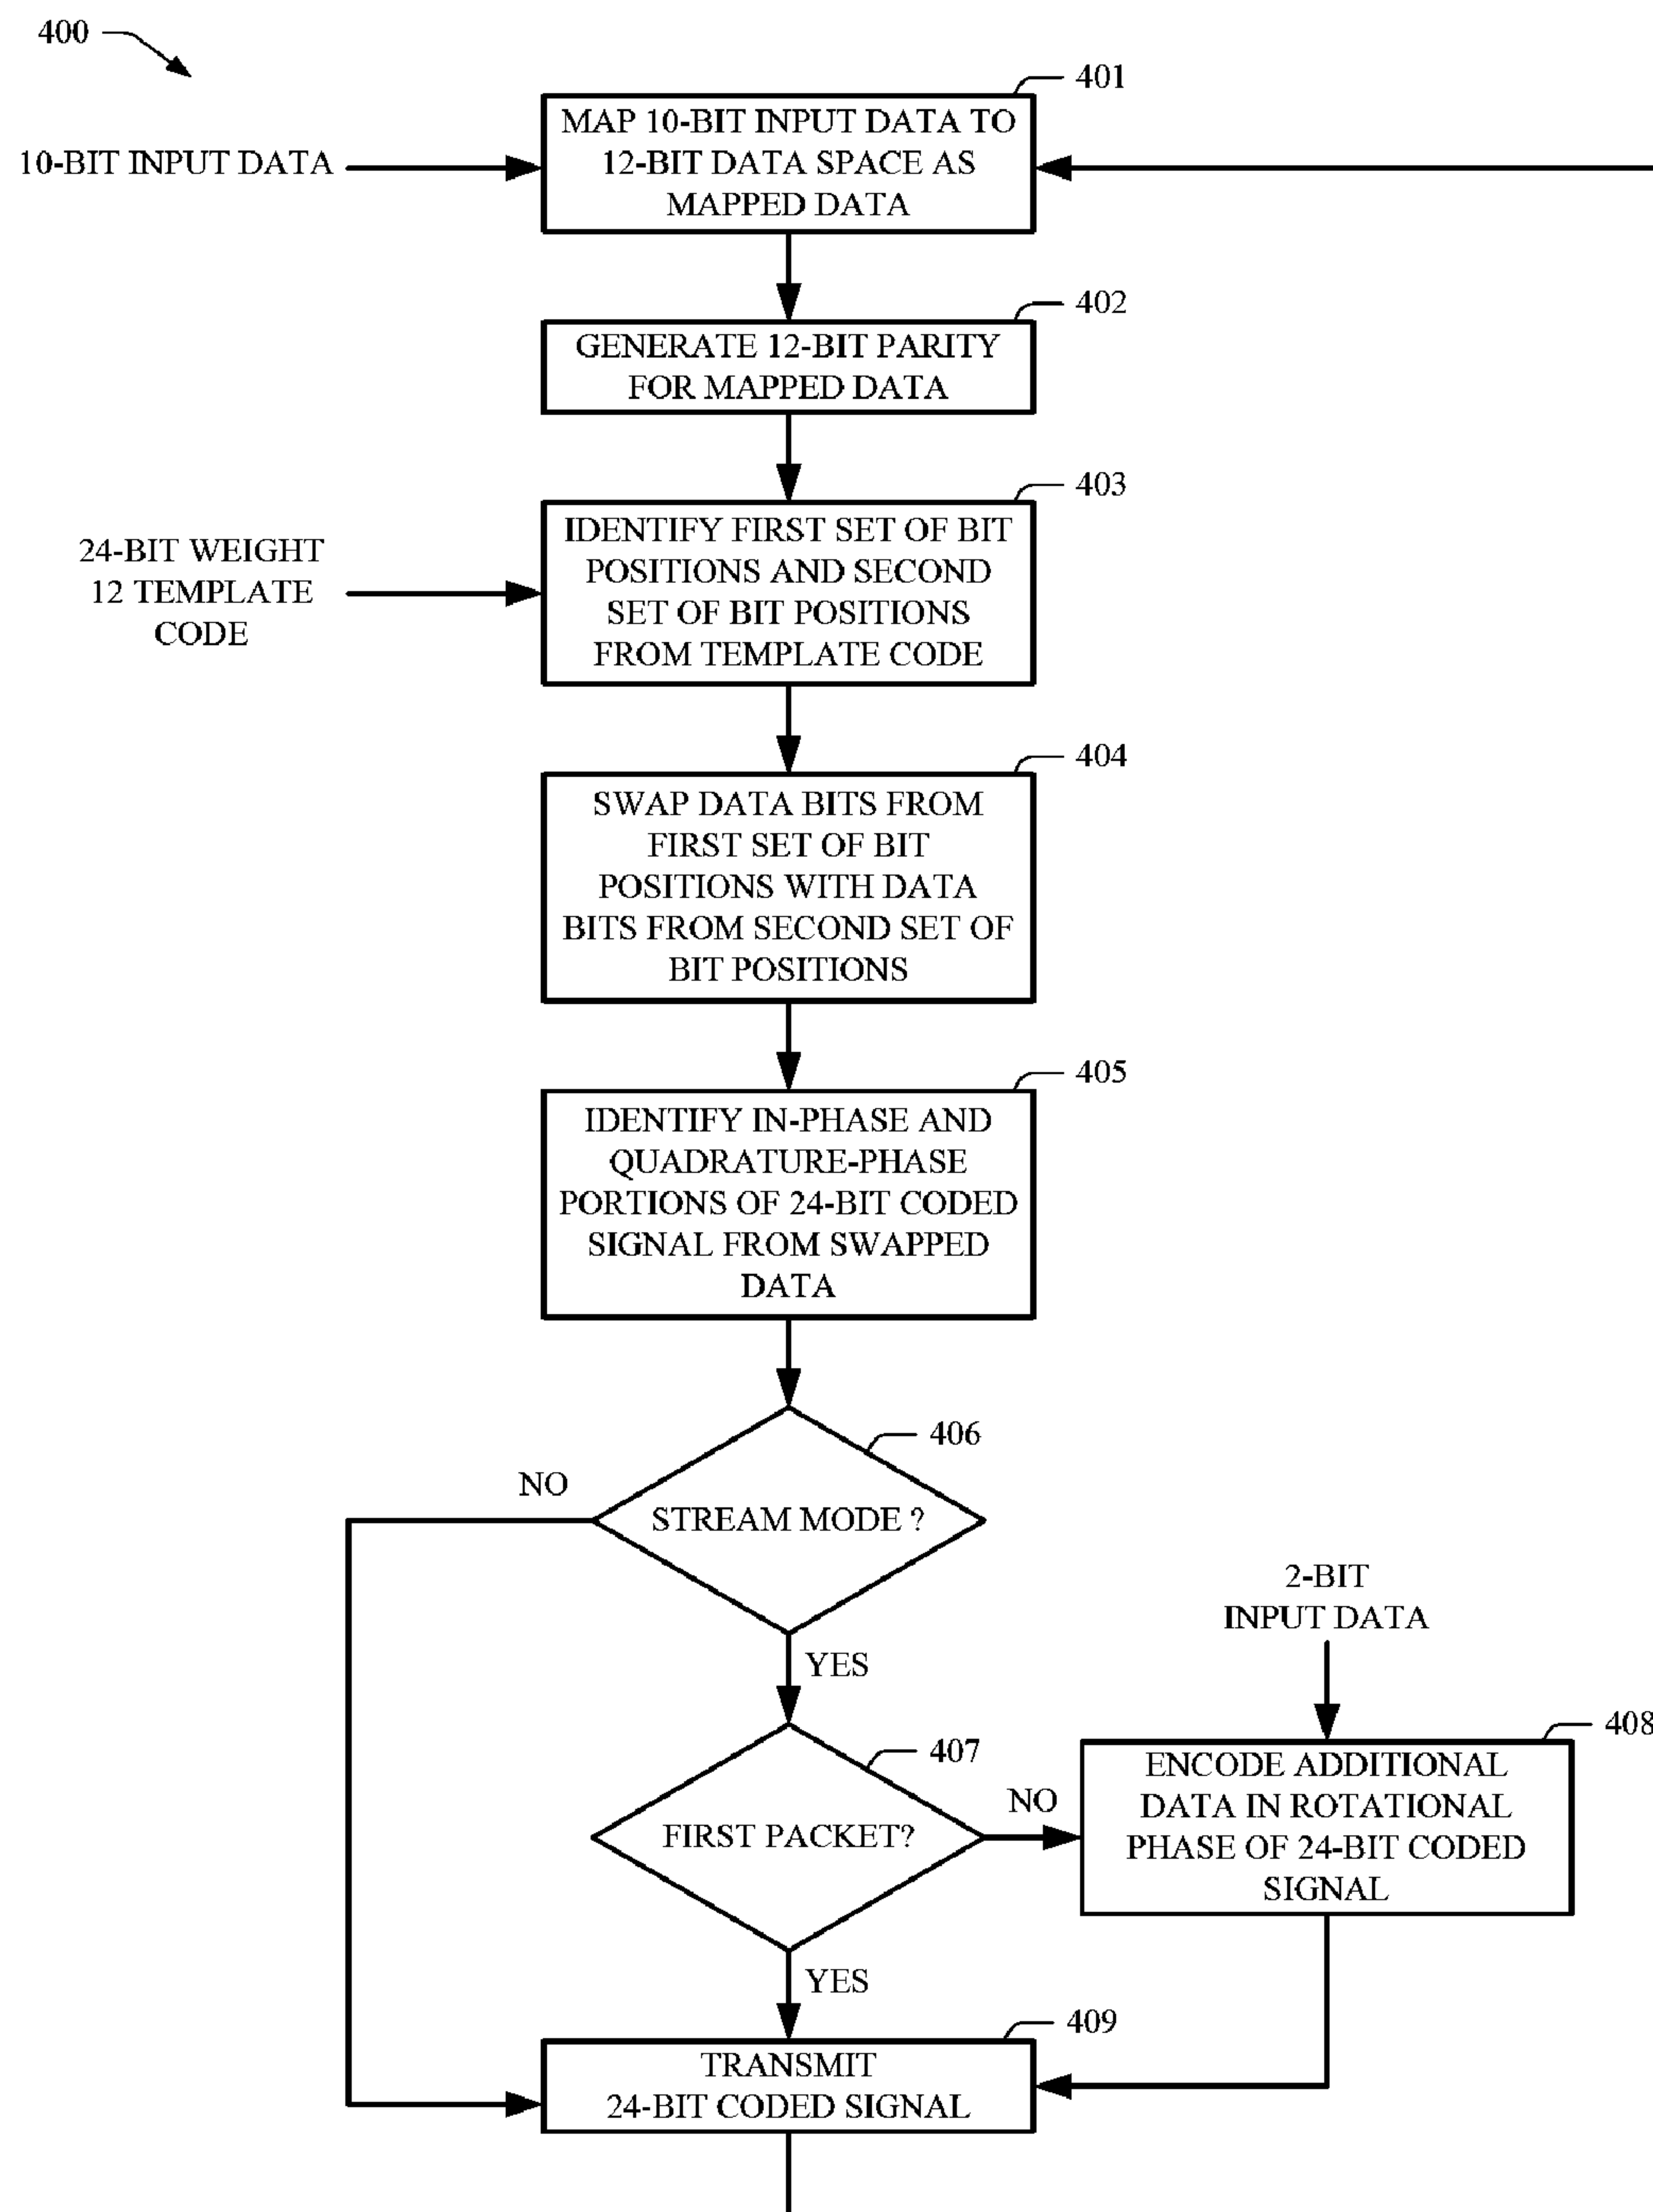 400
401
MAP 10-BIT INPUT DATA TO
12-BIT DATA SPACE AS
MAPPED DATA
10-BIT INPUT DATA
402
GENERATE 12-BIT PARITY
FOR MAPPED DATA
403
IDENTIFY FIRST SET OF BIT
POSITIONS AND SECOND
SET OF BIT POSITIONS
FROM TEMPLATE CODE
24-BIT WEIGHT
12 TEMPLATE
CODE
404
SWAP DATA BITS FROM
FIRST SET OF BIT
POSITIONS WITH DATA
BITS FROM SECOND SET OF
BIT POSITIONS
405
IDENTIFY IN-PHASE AND
QUADRATURE-PHASE
PORTIONS OF 24-BIT CODED
SIGNAL FROM SWAPPED
DATA
406
NO
STREAM MODE ?
YES
2-BIT
INPUT DATA
407
FIRST PACKET?
NO
408
ENCODE ADDITIONAL
DATA IN ROTATIONAL
PHASE OF 24-BIT CODED
SIGNAL
YES
409
TRANSMIT
24-BIT CODED SIGNAL